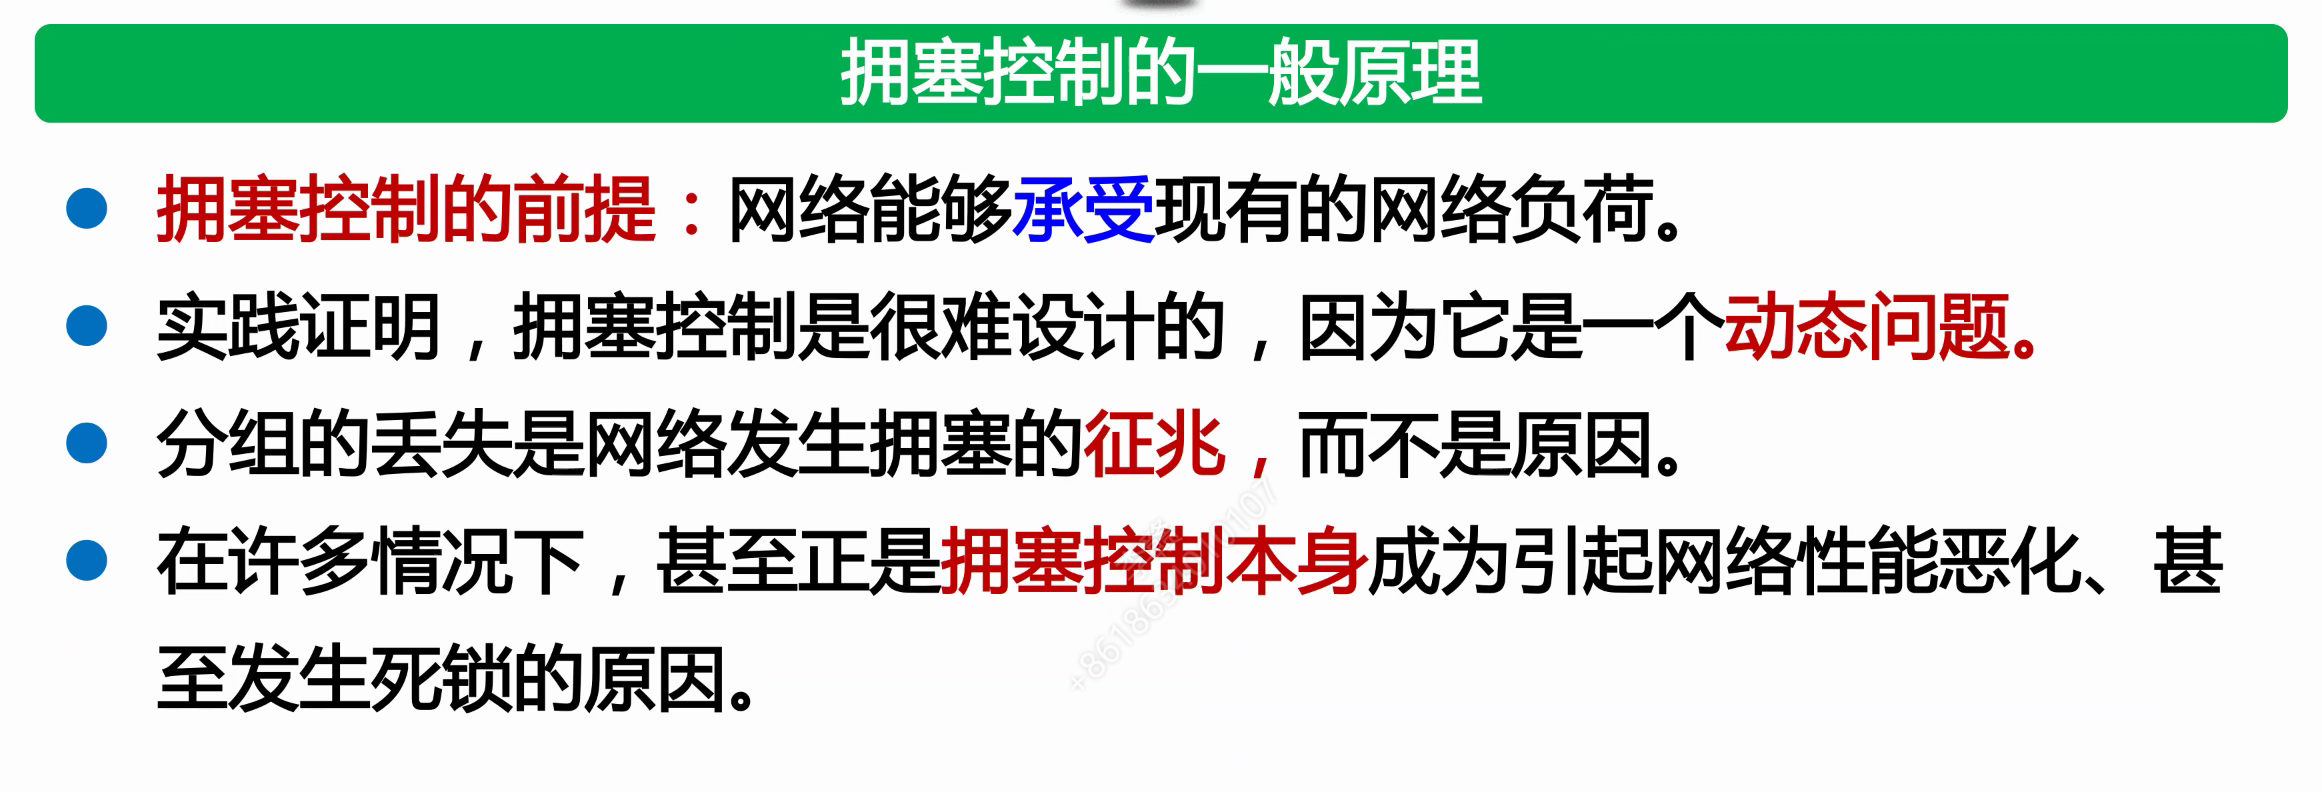 拥塞控制的一般原理
拥塞控制的前提：网络能够承受现有的网络负荷。
实践证明，拥塞控制是很难设计的，因为它是一个动态问题。
分组的丢失是网络发生拥塞的征兆，而不是原因。
在许多情况下，甚至正是拥塞控制本身成为引起网络性能恶化、甚
至发生死锁的原因。